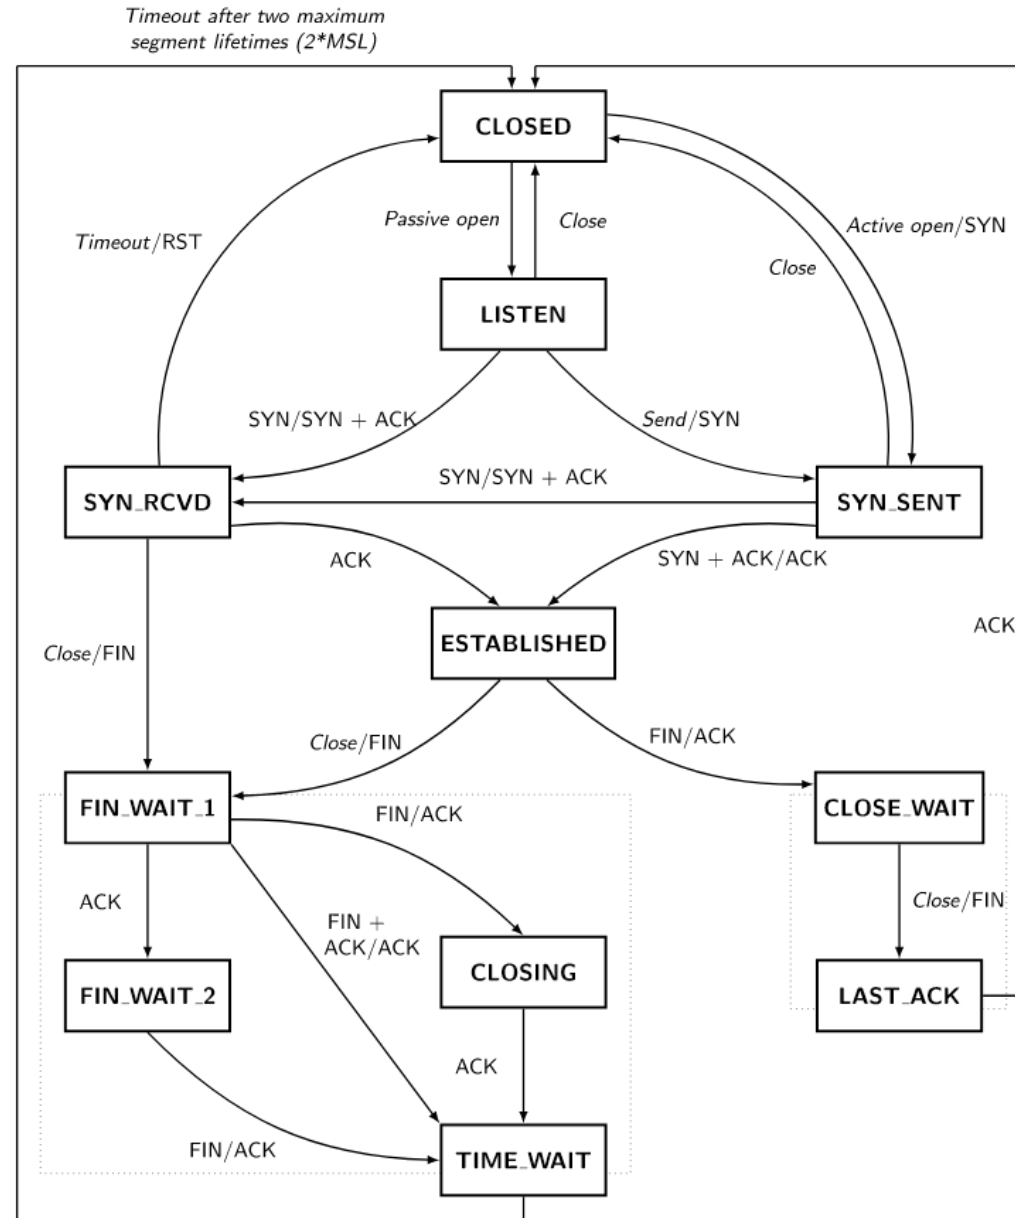 Timeout after two maximum
segment lifetimes (2*MSL)
CLOSED
Passive open
Close
Timeout/RST
Active open/SYN
Close
LISTEN
SYN/SYN + ACK
Send/SYN
SYN/SYN + ACK
SYN_RCVD
SYN_SENT
ACK
SYN + ACK/ACK
ACK
ESTABLISHED
Close/FIN
Close/FIN
FIN/ACK
FIN_WAIT_1
CLOSE_WAIT
FIN/ACK
ACK
Close/FIN
FIN +
ACK/ACK
CLOSING
FIN_WAIT_2
LAST_ACK
ACK
FIN/ACK
TIME_WAIT